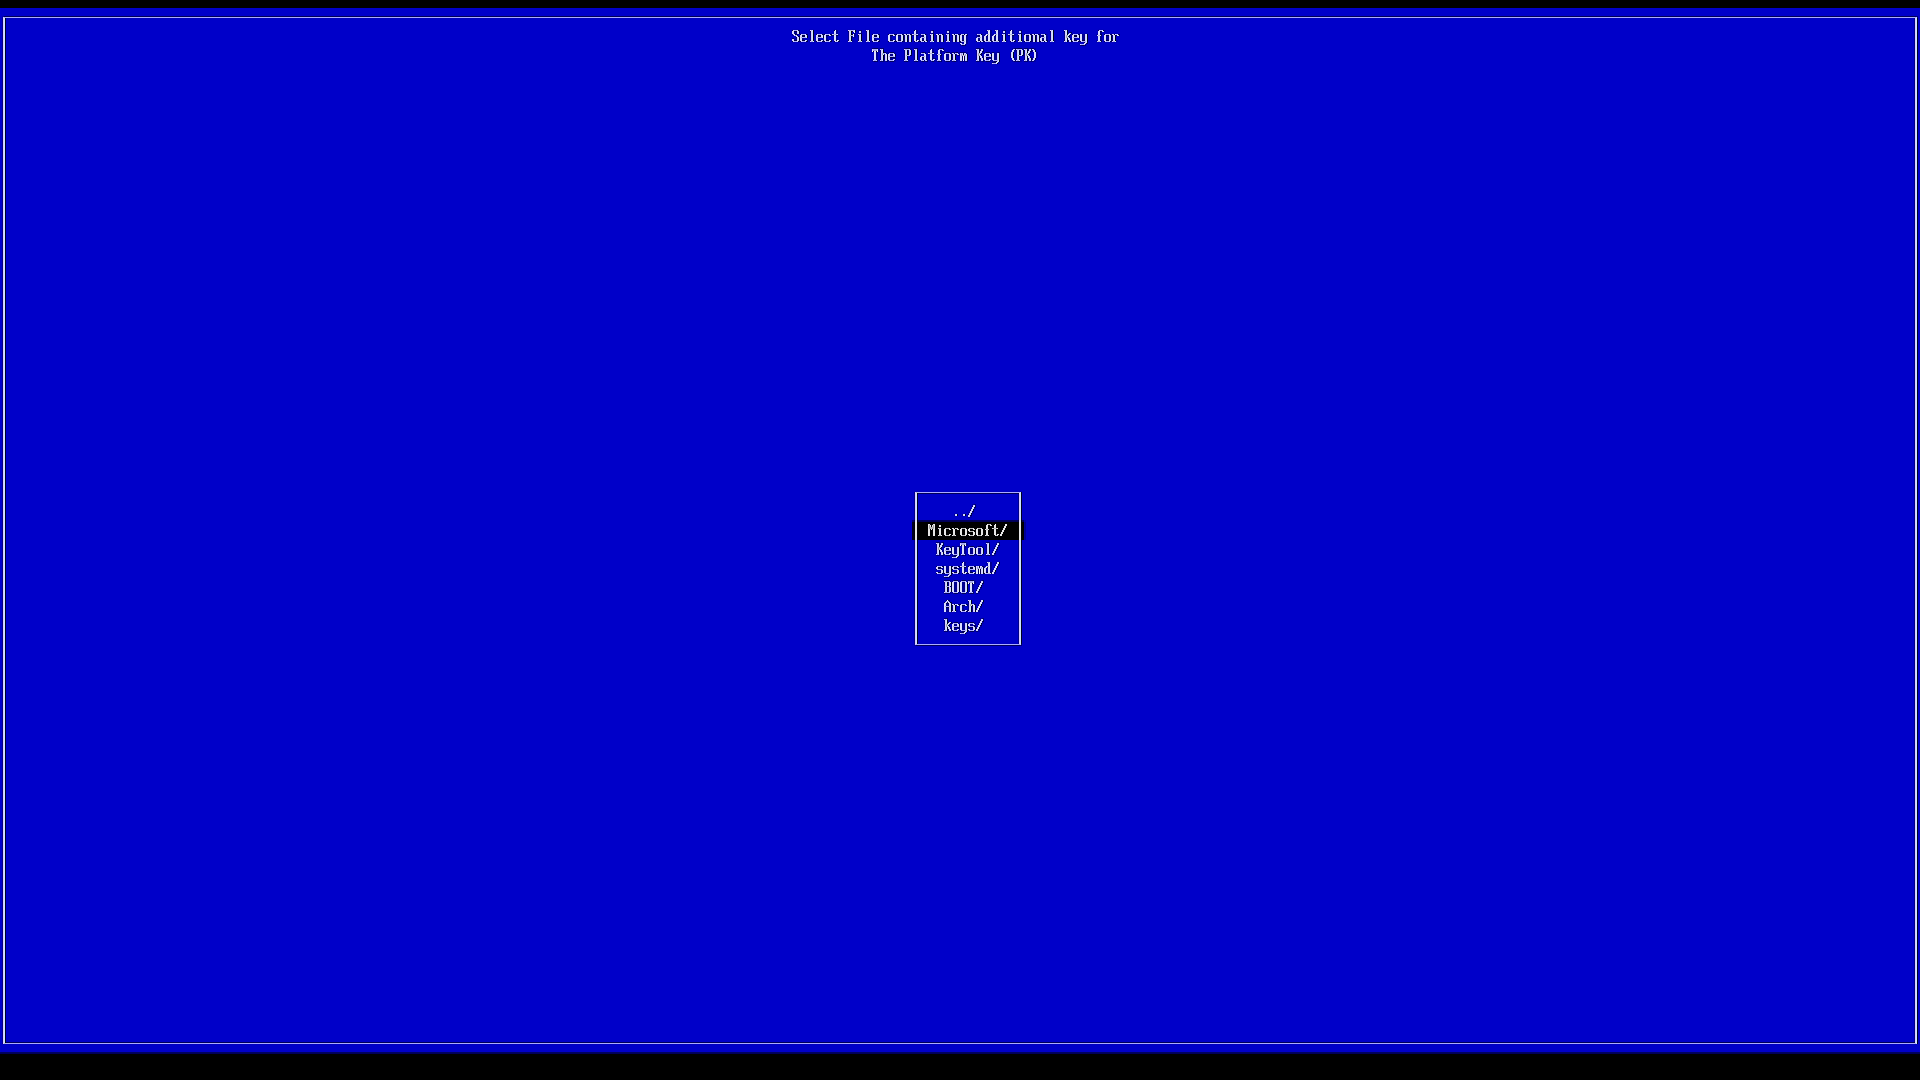 Select File containing additional key for
The Platform Key (PK)
../
Microsoft/
KeyTool/
systemd/
BOOT/
Arch/
keys/